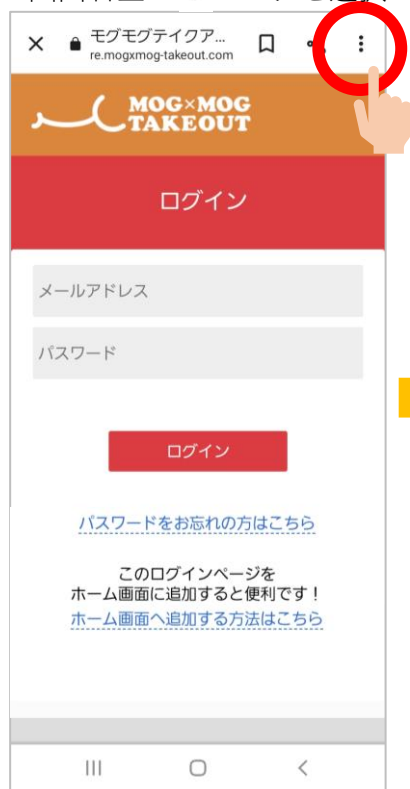 モグモグテイクア...
re.mogxmog-takeout.com
MOG×MOG
TAKEOUT
ログイン
メールアドレス
パスワード
ログイン
パスワードをお忘れの方はこちら
このログインページを
ホーム画面に追加すると便利です！
ホーム画面へ追加する方法はこちら